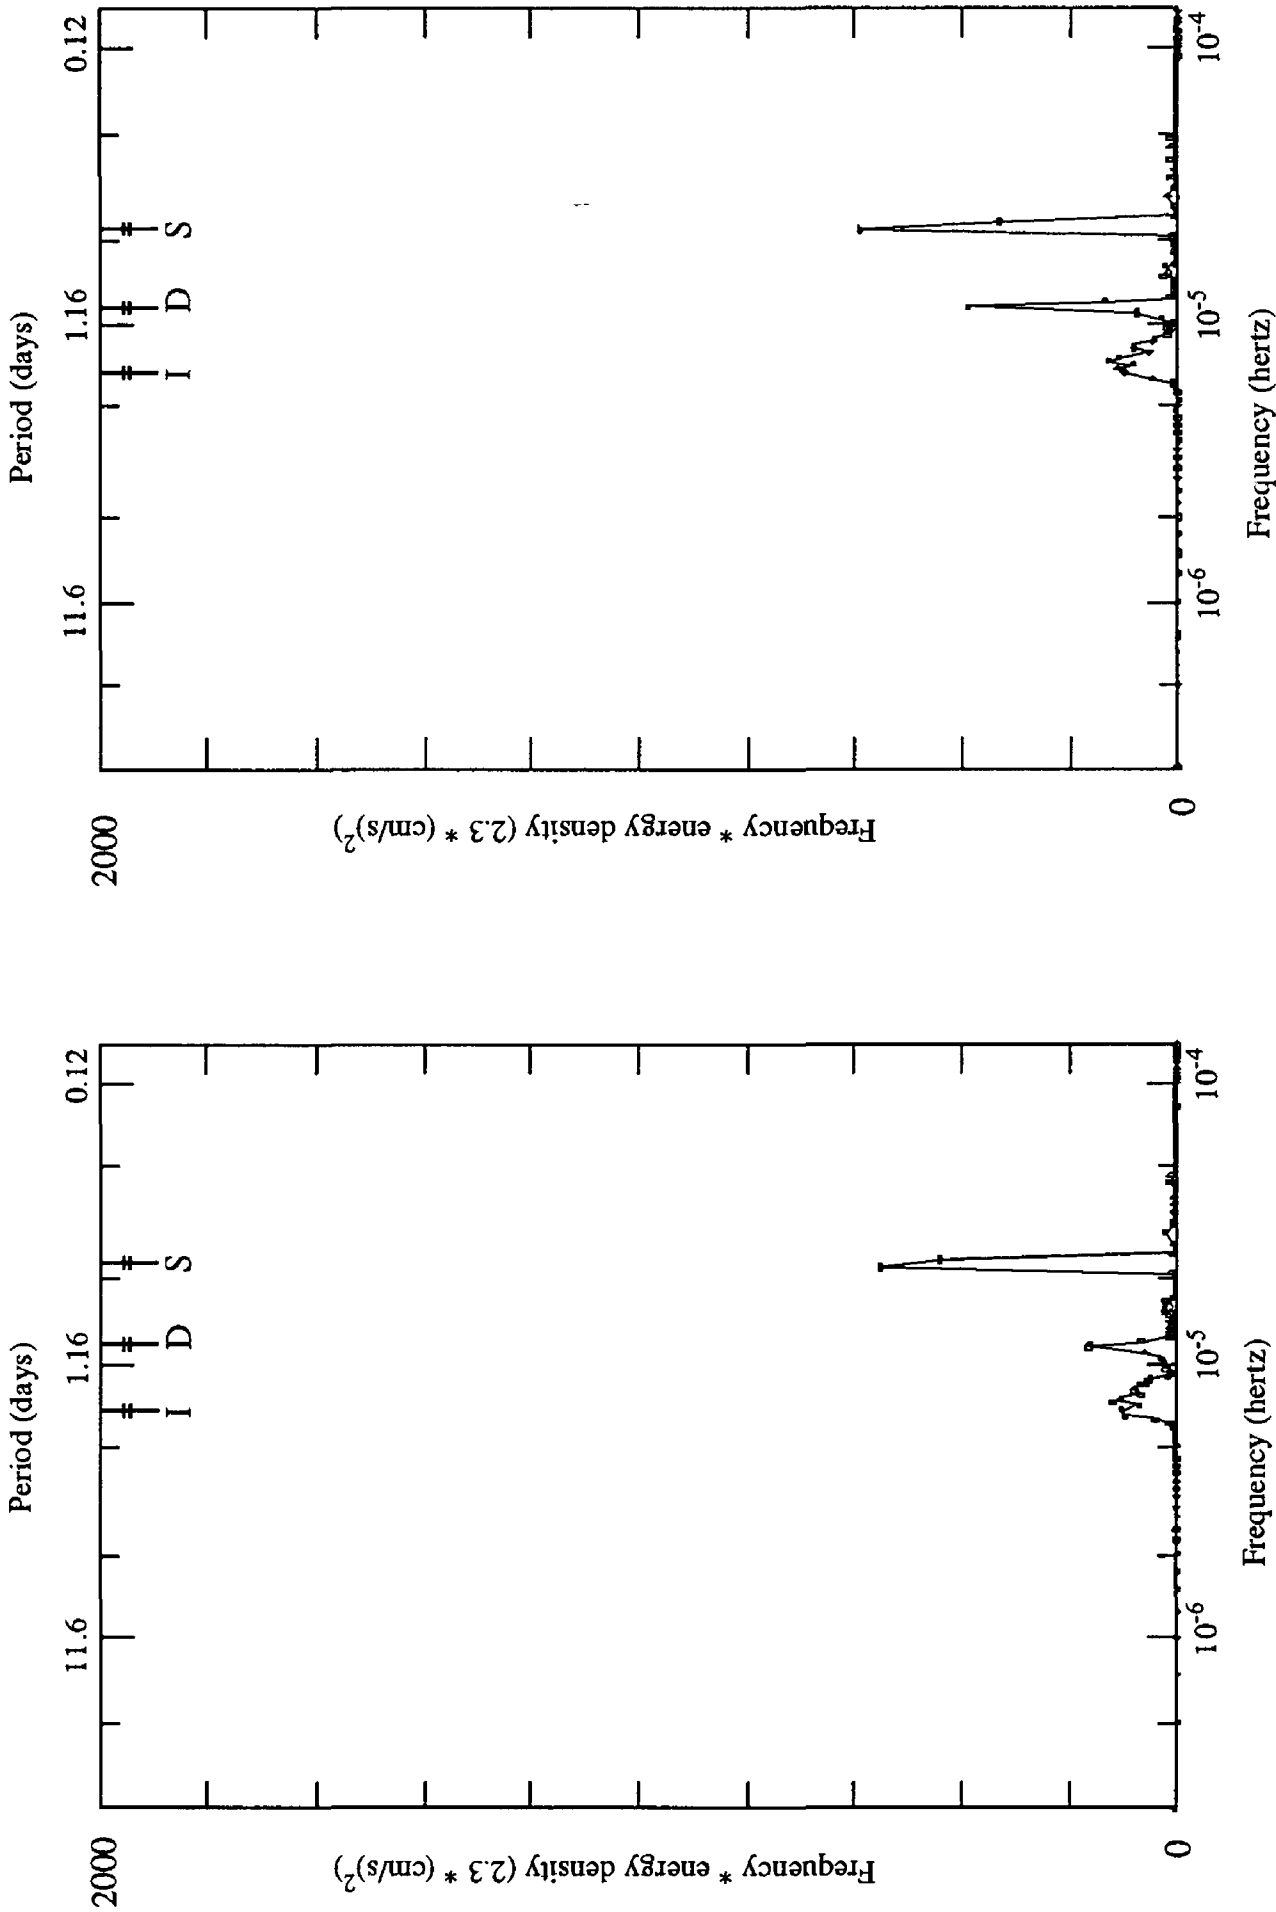 Period (days)
11.6 1.16 0.12
I D S
2000
Frequency * energy density (2.3 * (cm/s)²)
0
10⁻⁶ 10⁻⁵ 10⁻⁴
Frequency (hertz)
Period (days)
11.6 1.16 0.12
I D S
2000
Frequency * energy density (2.3 * (cm/s)²)
0
10⁻⁶ 10⁻⁵ 10⁻⁴
Frequency (hertz)